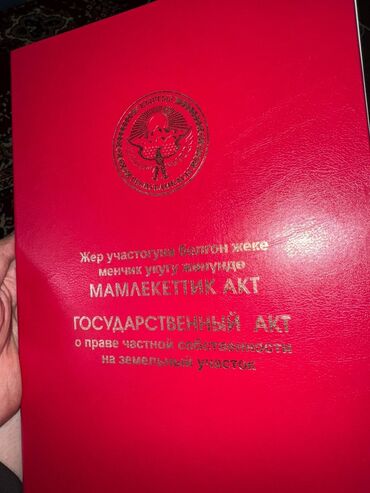 Жер участогуна болгон жеке
менчик укугу жөнүндө
МАМЛЕКЕТТИК АКТ
ГОСУДАРСТВЕННЫЙ АКТ
о праве частной собственности
на земельный участок